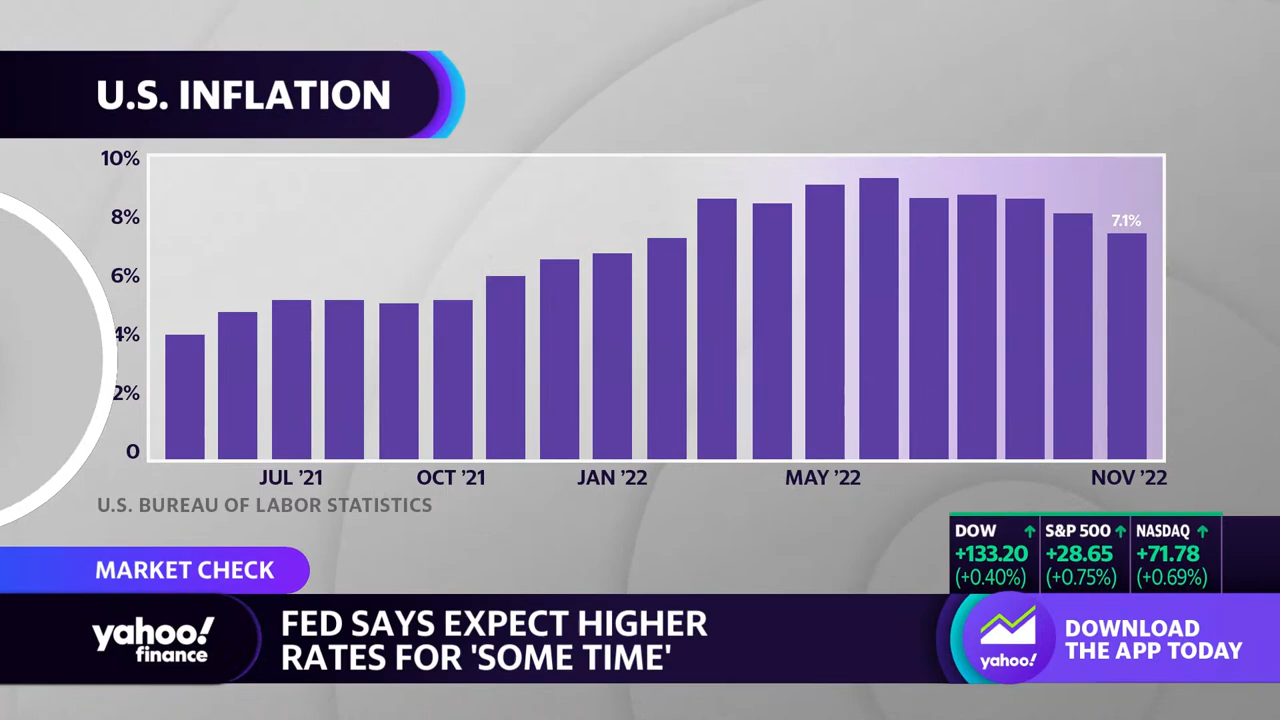 U.S. INFLATION
10%
8%
6%
4%
2%
0
7.1%
JUL ’21 OCT ’21 JAN ’22 MAY ’22 NOV ’22
U.S. BUREAU OF LABOR STATISTICS
DOW S&P 500 NASDAQ
+133.20 +28.65 +71.78
(+0.40%) (+0.75%) (+0.69%)
MARKET CHECK
yahoo!
finance
FED SAYS EXPECT HIGHER
RATES FOR 'SOME TIME'
yahoo!
DOWNLOAD
THE APP TODAY